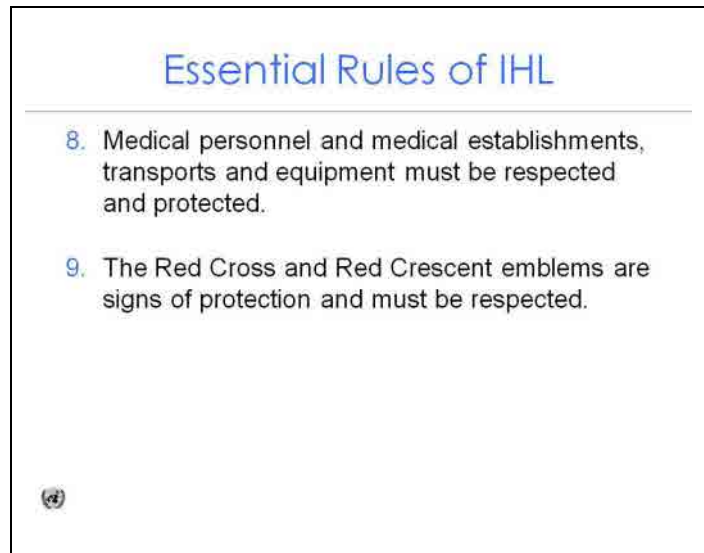 Essential Rules of IHL
8. Medical personnel and medical establishments,
transports and equipment must be respected
and protected.
9. The Red Cross and Red Crescent emblems are
signs of protection and must be respected.